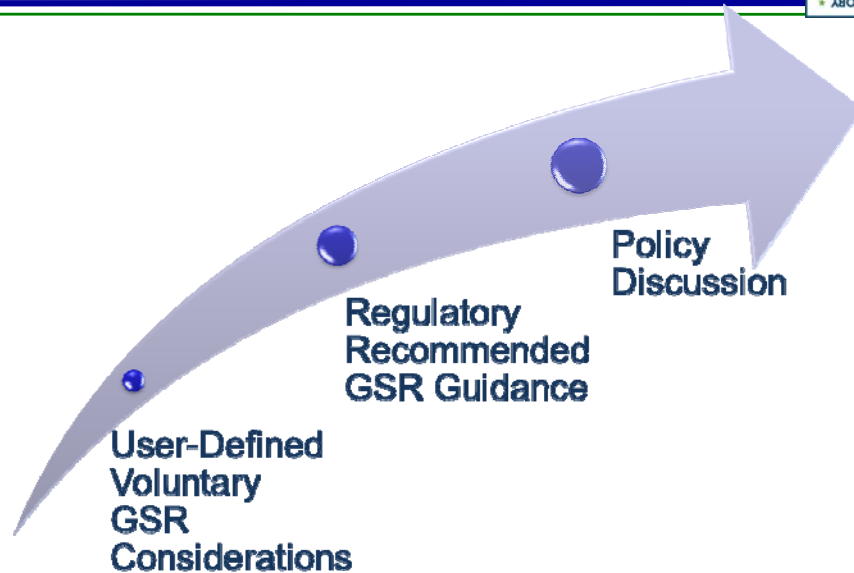 User-Defined
Voluntary
GSR
Considerations
Regulatory
Recommended
GSR Guidance
Policy
Discussion